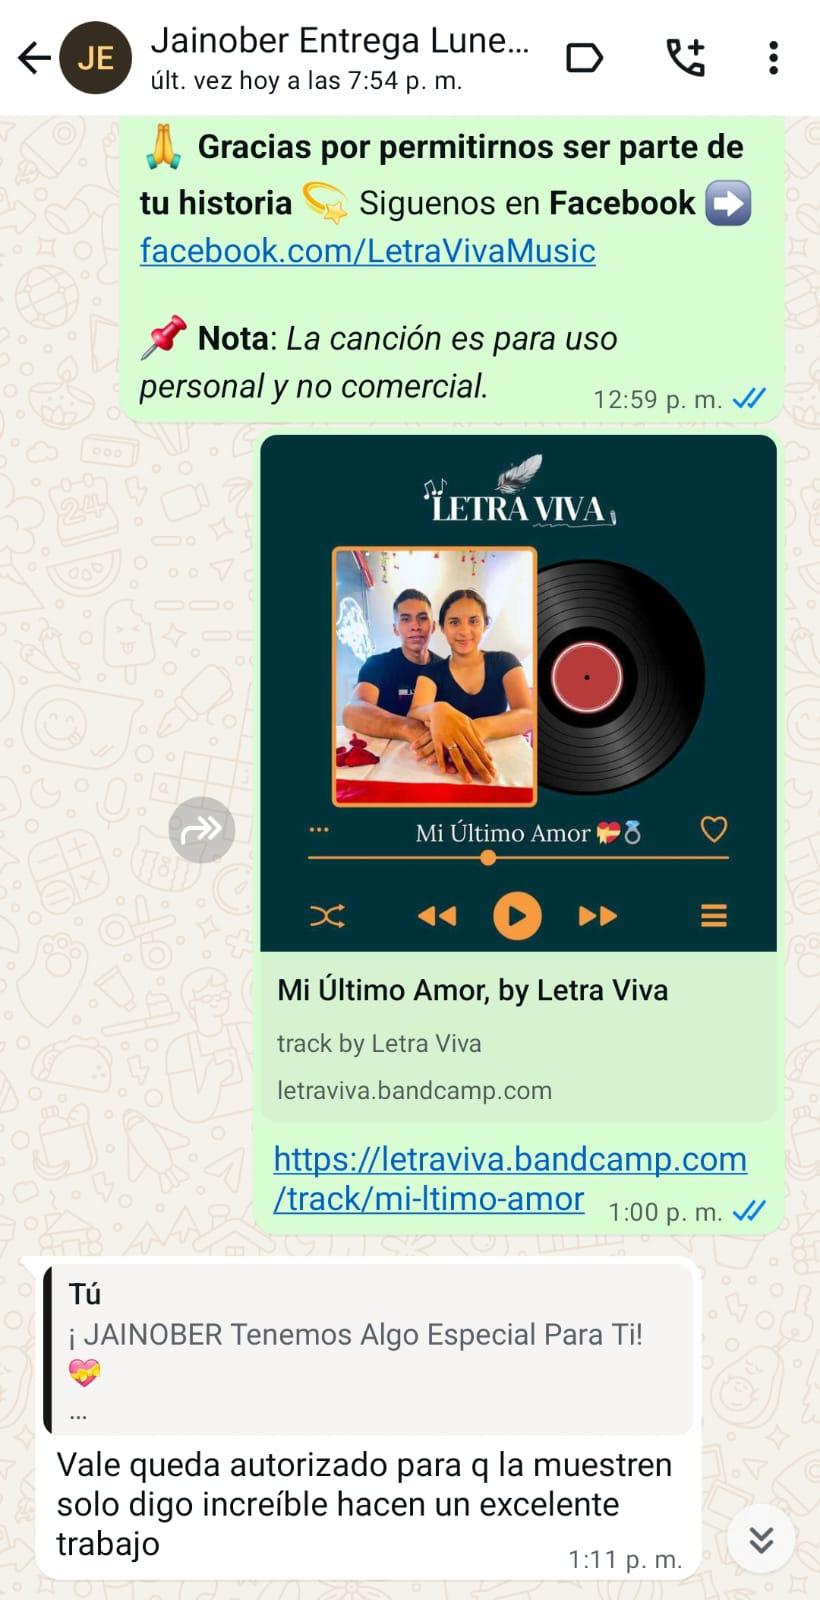 JE
Jainober Entrega Lune...
últ. vez hoy a las 7:54 p. m.
🙏 Gracias por permitirnos ser parte de
tu historia 💫 Siguenos en Facebook ➡️
facebook.com/LetraVivaMusic
📌 Nota: La canción es para uso
personal y no comercial.
12:59 p. m.
LETRA VIVA
Mi Último Amor 💝💍
Mi Último Amor, by Letra Viva
track by Letra Viva
letraviva.bandcamp.com
https://letraviva.bandcamp.com
/track/mi-ltimo-amor
1:00 p. m.
Tú
¡ JAINOBER Tenemos Algo Especial Para Ti!
💝
...
Vale queda autorizado para q la muestren
solo digo increíble hacen un excelente
trabajo
1:11 p. m.